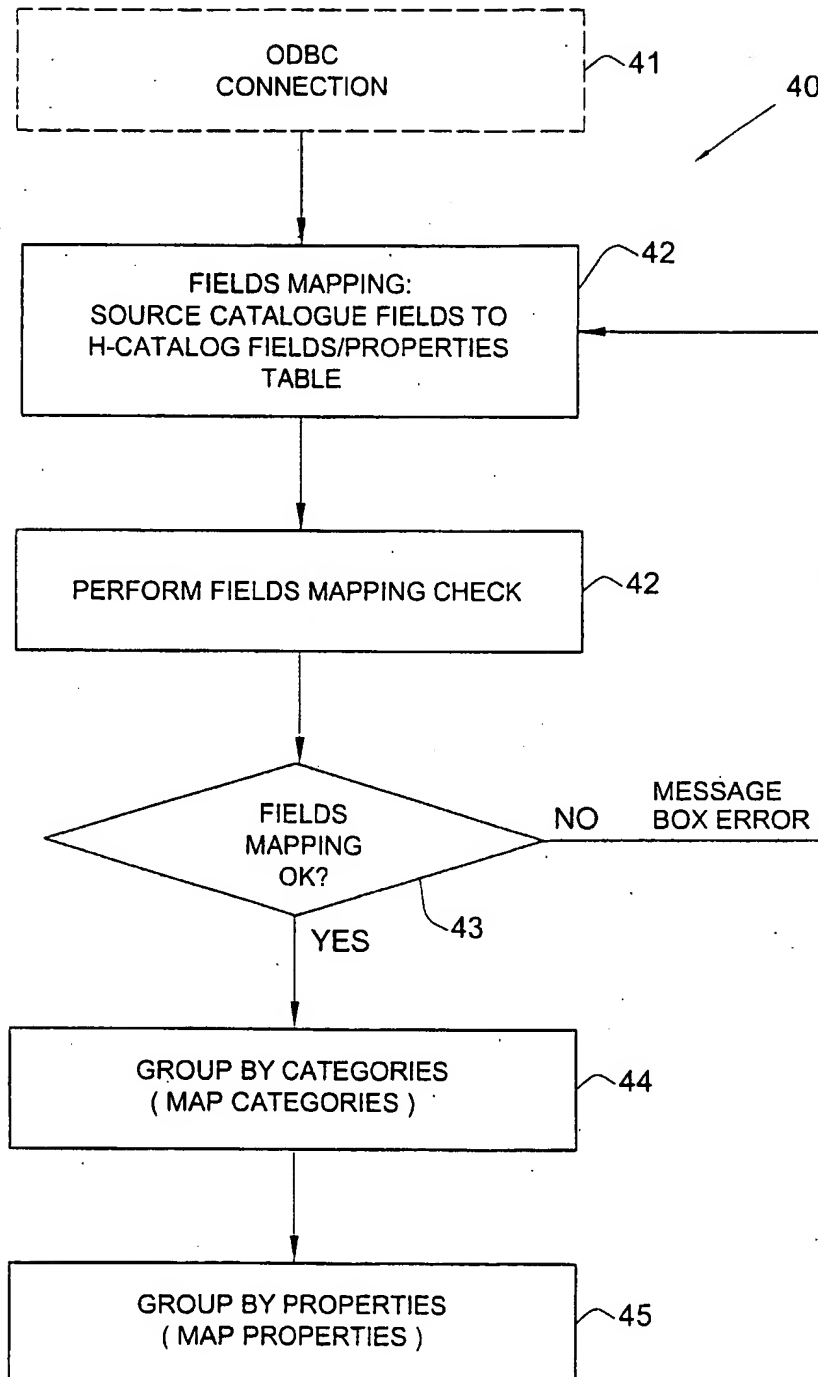 ODBC
CONNECTION
41
40
42
FIELDS MAPPING:
SOURCE CATALOGUE FIELDS TO
H-CATALOG FIELDS/PROPERTIES
TABLE
PERFORM FIELDS MAPPING CHECK
42
FIELDS
MAPPING
OK?
NO
MESSAGE
BOX ERROR
43
YES
GROUP BY CATEGORIES
( MAP CATEGORIES )
44
GROUP BY PROPERTIES
( MAP PROPERTIES )
45